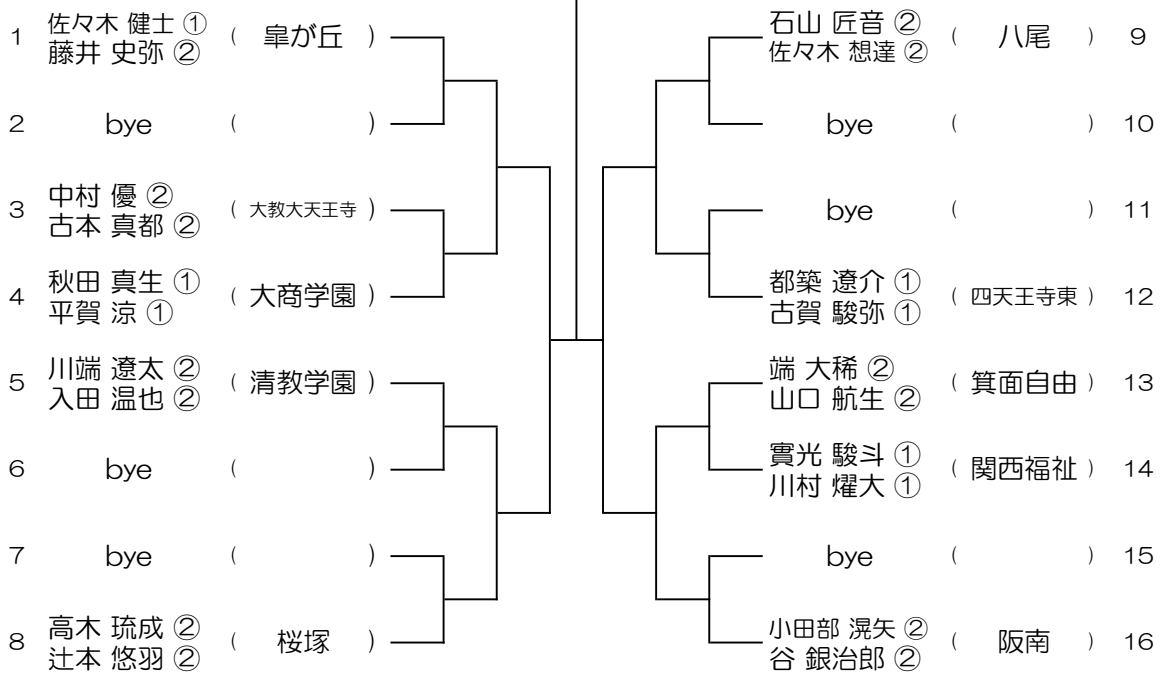 1 佐々木 健士 ① ( 皐が丘 )
藤井 史弥 ②
2 bye ( )
3 中村 優 ② ( 大教大天王寺 )
古本 真都 ②
4 秋田 真生 ① ( 大商学園 )
平賀 涼 ①
5 川端 遼太 ② ( 清教学園 )
入田 温也 ②
6 bye ( )
7 bye ( )
8 高木 琉成 ② ( 桜塚 )
辻本 悠羽 ②
石山 匠音 ② ( 八尾 ) 9
佐々木 想達 ②
bye ( ) 10
bye ( ) 11
都築 遼介 ① ( 四天王寺東 ) 12
古賀 駿弥 ①
端 大稀 ② ( 箕面自由 ) 13
山口 航生 ②
實光 駿斗 ① ( 関西福祉 ) 14
川村 燿大 ①
bye ( ) 15
小田部 滉矢 ② ( 阪南 ) 16
谷 銀治郎 ②